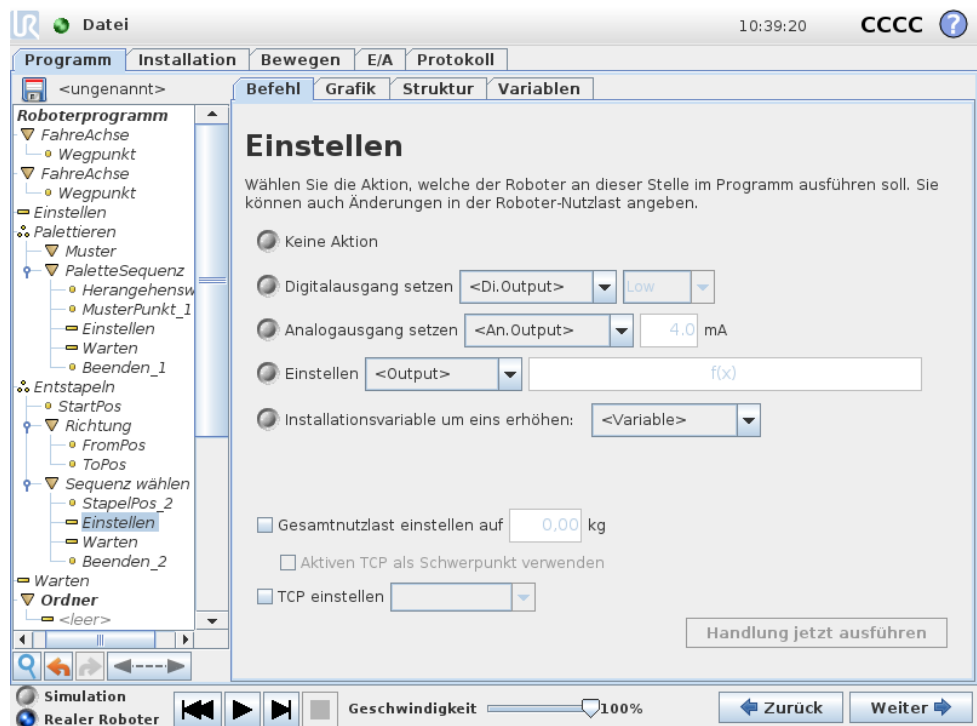 UR Datei 10:39:20 CCCC ?
Programm Installation Bewegen E/A Protokoll
<ungenannt> Befehl Grafik Struktur Variablen
Roboterprogramm
FahreAchse
Wegpunkt
FahreAchse
Wegpunkt
Einstellen
Palettieren
Muster
PaletteSequenz
Herangehensw
MusterPunkt_1
Einstellen
Warten
Beenden_1
Entstapeln
StartPos
Richtung
FromPos
ToPos
Sequenz wählen
StapelPos_2
Einstellen
Warten
Beenden_2
Warten
Ordner
<leer>
Einstellen
Wählen Sie die Aktion, welche der Roboter an dieser Stelle im Programm ausführen soll. Sie
können auch Änderungen in der Roboter-Nutzlast angeben.
Keine Aktion
Digitalausgang setzen <Di.Output> Low
Analogausgang setzen <An.Output> 4.0 mA
Einstellen <Output> f(x)
Installationsvariable um eins erhöhen: <Variable>
Gesamtnutzlast einstellen auf 0,00 kg
Aktiven TCP als Schwerpunkt verwenden
TCP einstellen
Handlung jetzt ausführen
Simulation
Realer Roboter
Geschwindigkeit 100%
Zurück Weiter